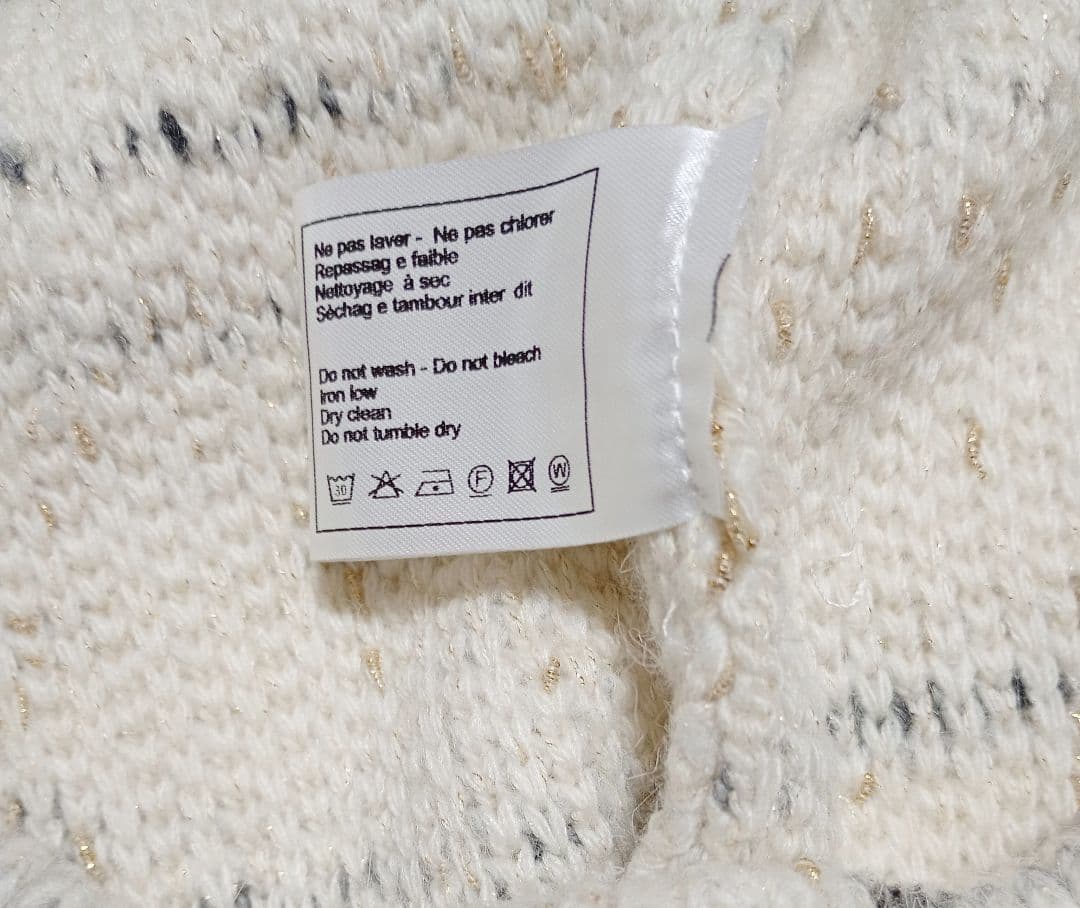 Ne pas laver - Ne pas chlorer
Repassag e faible
Nettoyage à sec
Sèchag e tambour inter dit
Do not wash - Do not bleach
Iron low
Dry clean
Do not tumble dry
30 F W